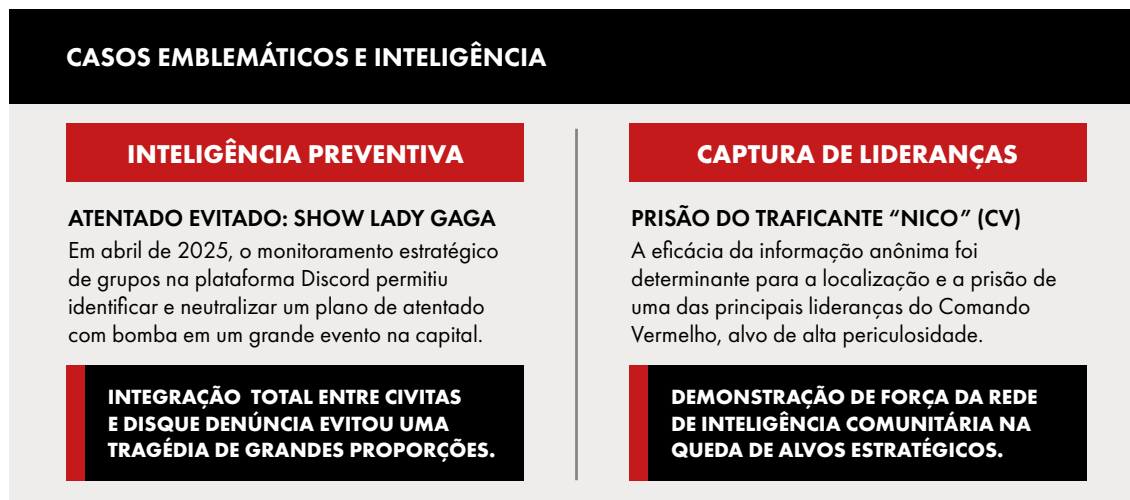 CASOS EMBLEMÁTICOS E INTELIGÊNCIA
INTELIGÊNCIA PREVENTIVA
ATENTADO EVITADO: SHOW LADY GAGA
Em abril de 2025, o monitoramento estratégico
de grupos na plataforma Discord permitiu
identificar e neutralizar um plano de atentado
com bomba em um grande evento na capital.
INTEGRAÇÃO TOTAL ENTRE CIVITAS
E DISQUE DENÚNCIA EVITOU UMA
TRAGÉDIA DE GRANDES PROPORÇÕES.
CAPTURA DE LIDERANÇAS
PRISÃO DO TRAFICANTE “NICO” (CV)
A eficácia da informação anônima foi
determinante para a localização e a prisão de
uma das principais lideranças do Comando
Vermelho, alvo de alta periculosidade.
DEMONSTRAÇÃO DE FORÇA DA REDE
DE INTELIGÊNCIA COMUNITÁRIA NA
QUEDA DE ALVOS ESTRATÉGICOS.